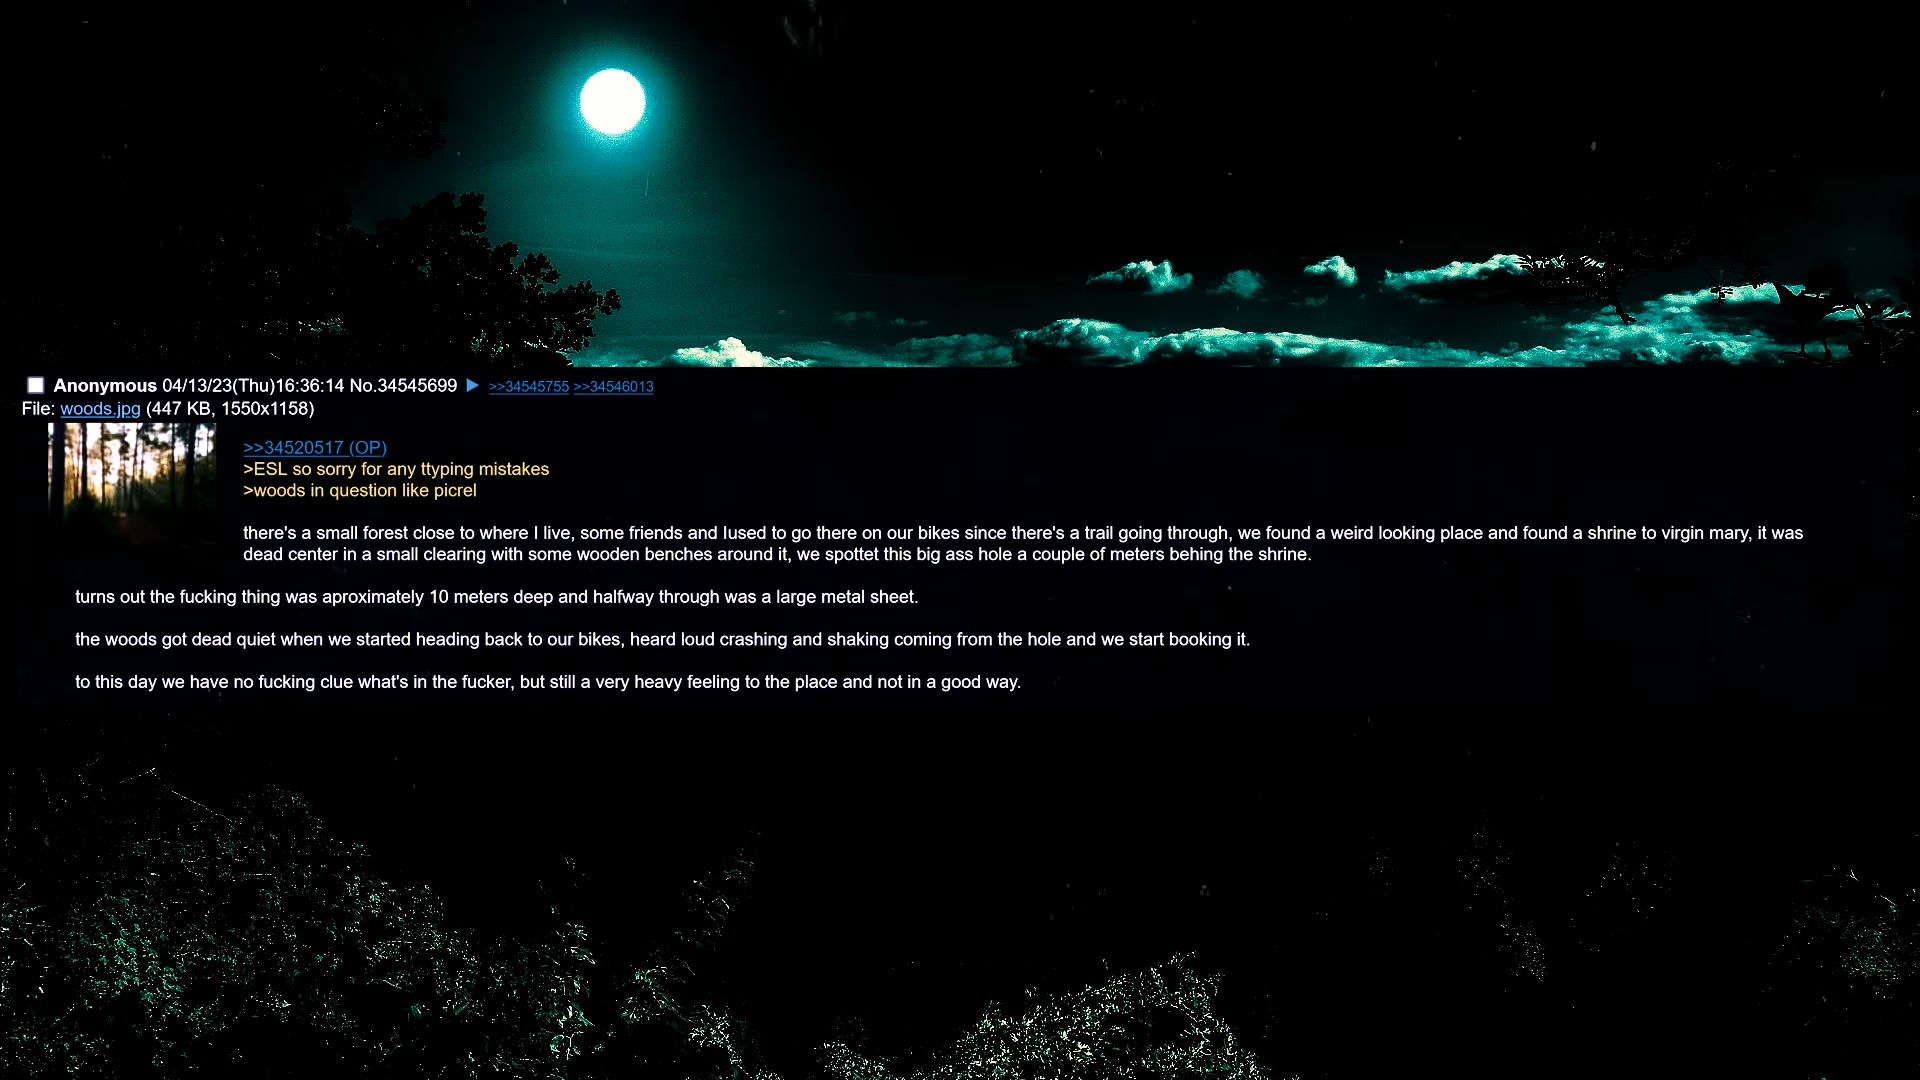 Anonymous 04/13/23(Thu)16:36:14 No.34545699 ▶ >>34545755 >>34546013
File: woods.jpg (447 KB, 1550x1158)
>>34520517 (OP)
>ESL so sorry for any ttyping mistakes
>woods in question like picrel
there's a small forest close to where I live, some friends and Iused to go there on our bikes since there's a trail going through, we found a weird looking place and found a shrine to virgin mary, it was
dead center in a small clearing with some wooden benches around it, we spottet this big ass hole a couple of meters behing the shrine.
turns out the fucking thing was aproximately 10 meters deep and halfway through was a large metal sheet.
the woods got dead quiet when we started heading back to our bikes, heard loud crashing and shaking coming from the hole and we start booking it.
to this day we have no fucking clue what's in the fucker, but still a very heavy feeling to the place and not in a good way.